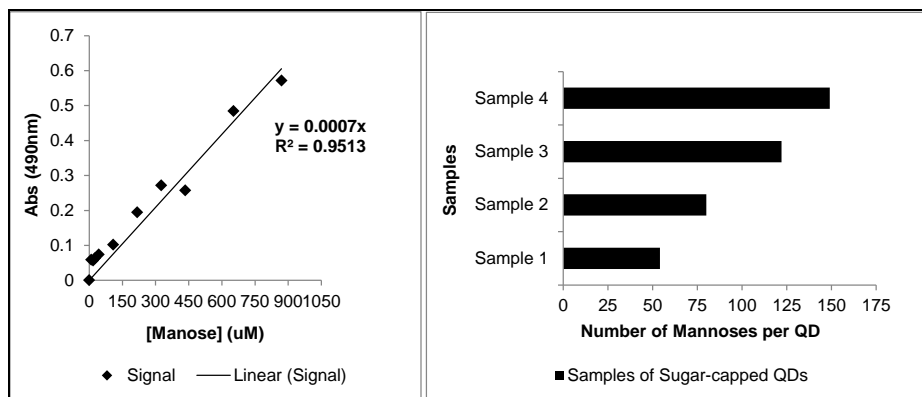 0.7
0.6
0.5
0.4
0.3
0.2
0.1
0
Abs (490nm)
y = 0.0007x
R² = 0.9513
0 150 300 450 600 750 900 1050
[Manose] (uM)
Signal Linear (Signal)
Samples
Sample 4
Sample 3
Sample 2
Sample 1
0 25 50 75 100 125 150 175
Number of Mannoses per QD
Samples of Sugar-capped QDs